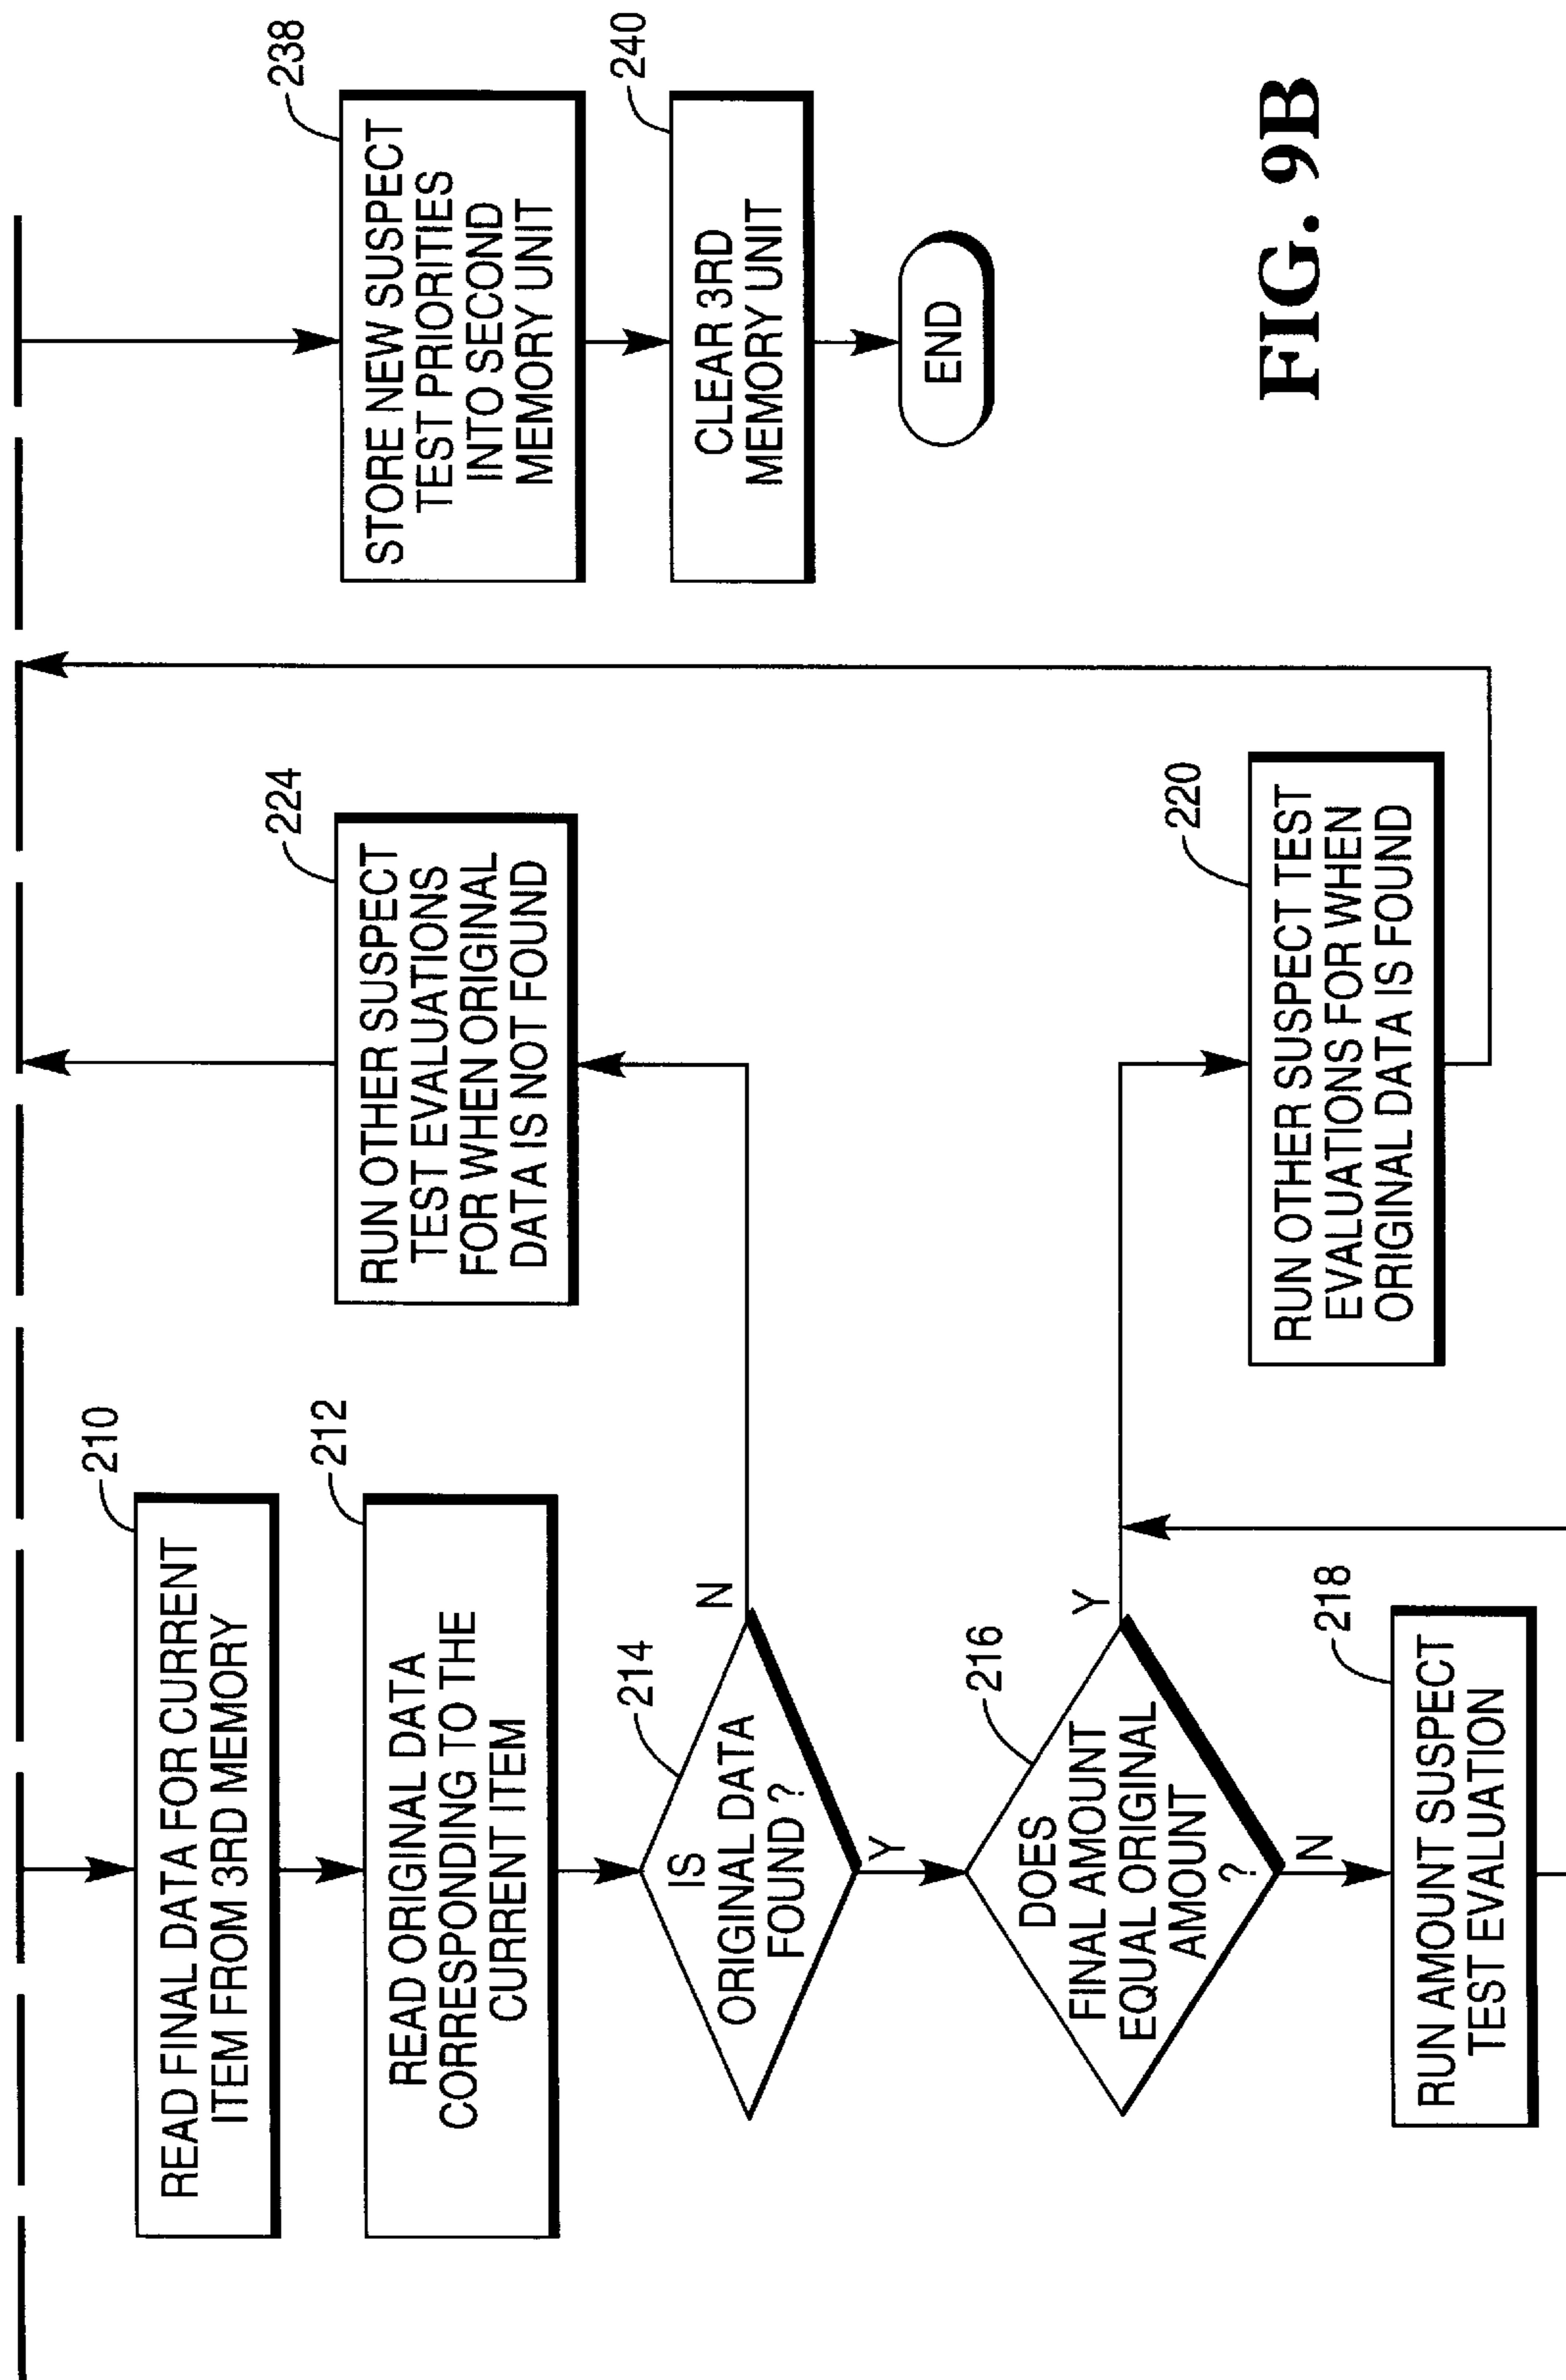 210
READ FINAL DATA FOR CURRENT
ITEM FROM 3RD MEMORY
212
READ ORIGINAL DATA
CORRESPONDING TO THE
CURRENT ITEM
214
IS
ORIGINAL DATA
FOUND ?
N
Y
216
DOES
FINAL AMOUNT
EQUAL ORIGINAL
AMOUNT
?
Y
N
218
RUN AMOUNT SUSPECT
TEST EVALUATION
224
RUN OTHER SUSPECT
TEST EVALUATIONS
FOR WHEN ORIGINAL
DATA IS NOT FOUND
220
RUN OTHER SUSPECT TEST
EVALUATIONS FOR WHEN
ORIGINAL DATA IS FOUND
238
STORE NEW SUSPECT
TEST PRIORITIES
INTO SECOND
MEMORY UNIT
240
CLEAR 3RD
MEMORY UNIT
END
FIG. 9B